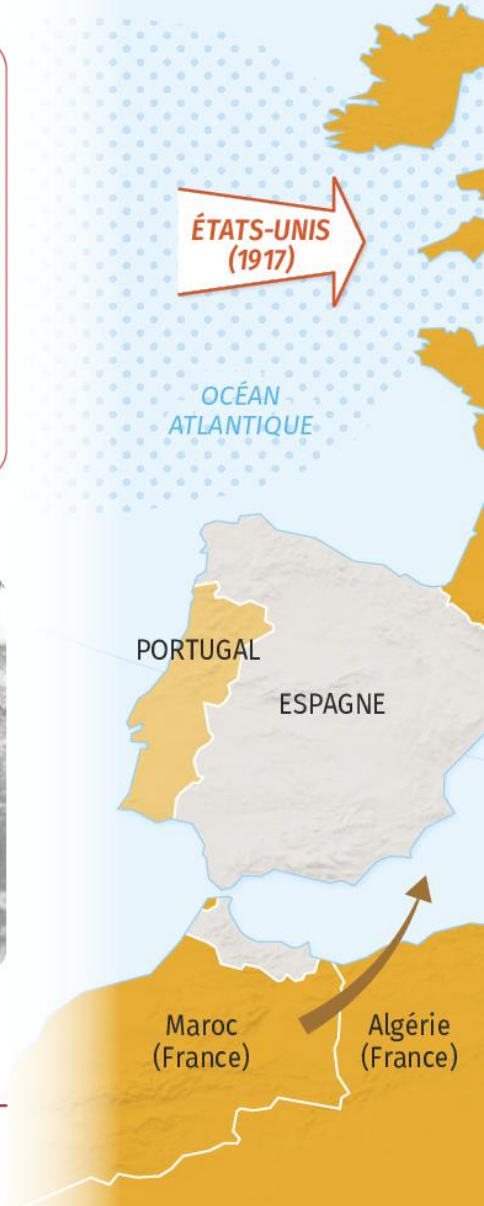 ÉTATS-UNIS
(1917)
OCÉAN
ATLANTIQUE
PORTUGAL
ESPAGNE
Maroc
(France)
Algérie
(France)